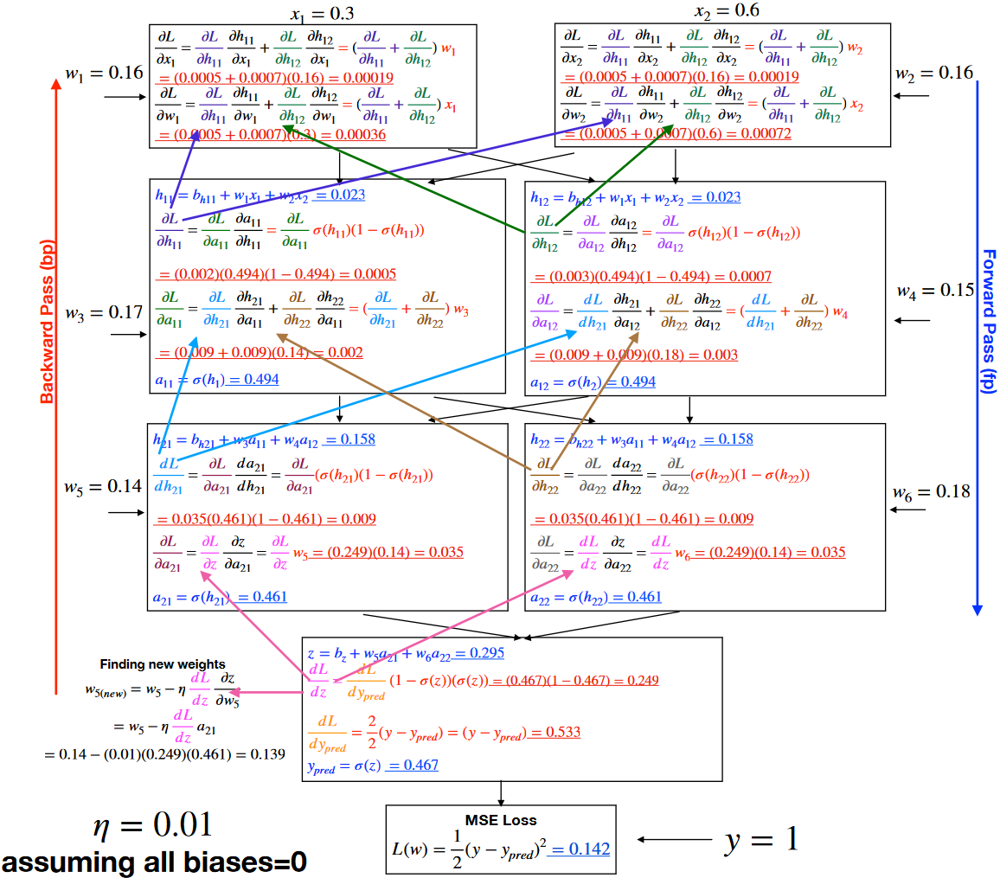 x₁ = 0.3
x₂ = 0.6
w₁ = 0.16
∂L/∂x₁ = ∂L/∂h₁₁ ∂h₁₁/∂x₁ + ∂L/∂h₁₂ ∂h₁₂/∂x₁ = (∂L/∂h₁₁ + ∂L/∂h₁₂) w₁
= (0.0005 + 0.0007)(0.16) = 0.00019
∂L/∂w₁ = ∂L/∂h₁₁ ∂h₁₁/∂w₁ + ∂L/∂h₁₂ ∂h₁₂/∂w₁ = (∂L/∂h₁₁ + ∂L/∂h₁₂) x₁
= (0.0005 + 0.0007)(0.3) = 0.00036
w₂ = 0.16
∂L/∂x₂ = ∂L/∂h₁₁ ∂h₁₁/∂x₂ + ∂L/∂h₁₂ ∂h₁₂/∂x₂ = (∂L/∂h₁₁ + ∂L/∂h₁₂) w₂
= (0.0005 + 0.0007)(0.16) = 0.00019
∂L/∂w₂ = ∂L/∂h₁₁ ∂h₁₁/∂w₂ + ∂L/∂h₁₂ ∂h₁₂/∂w₂ = (∂L/∂h₁₁ + ∂L/∂h₁₂) x₂
= (0.0005 + 0.0007)(0.6) = 0.00072
Backward Pass (bp)
Forward Pass (fp)
w₃ = 0.17
h₁₁ = b_h11 + w₁x₁ + w₂x₂ = 0.023
∂L/∂h₁₁ = ∂L/∂a₁₁ ∂a₁₁/∂h₁₁ = ∂L/∂a₁₁ σ(h₁₁)(1 − σ(h₁₁))
= (0.002)(0.494)(1 − 0.494) = 0.0005
∂L/∂a₁₁ = ∂L/∂h₂₁ ∂h₂₁/∂a₁₁ + ∂L/∂h₂₂ ∂h₂₂/∂a₁₁ = (∂L/∂h₂₁ + ∂L/∂h₂₂) w₃
= (0.009 + 0.009)(0.14) = 0.002
a₁₁ = σ(h₁) = 0.494
w₄ = 0.15
h₁₂ = b_h12 + w₁x₁ + w₂x₂ = 0.023
∂L/∂h₁₂ = ∂L/∂a₁₂ ∂a₁₂/∂h₁₂ = ∂L/∂a₁₂ σ(h₁₂)(1 − σ(h₁₂))
= (0.003)(0.494)(1 − 0.494) = 0.0007
∂L/∂a₁₂ = dL/dh₂₁ ∂h₂₁/∂a₁₂ + ∂L/∂h₂₂ ∂h₂₂/∂a₁₂ = (dL/dh₂₁ + ∂L/∂h₂₂) w₄
= (0.009 + 0.009)(0.18) = 0.003
a₁₂ = σ(h₂) = 0.494
w₅ = 0.14
h₂₁ = b_h21 + w₃a₁₁ + w₄a₁₂ = 0.158
dL/dh₂₁ = ∂L/∂a₂₁ da₂₁/dh₂₁ = ∂L/∂a₂₁ (σ(h₂₁)(1 − σ(h₂₁))
= 0.035(0.461)(1 − 0.461) = 0.009
∂L/∂a₂₁ = ∂L/∂z ∂z/∂a₂₁ = ∂L/∂z w₅ = (0.249)(0.14) = 0.035
a₂₁ = σ(h₂₁) = 0.461
w₆ = 0.18
h₂₂ = b_h22 + w₃a₁₁ + w₄a₁₂ = 0.158
∂L/∂h₂₂ = ∂L/∂a₂₂ da₂₂/dh₂₂ = ∂L/∂a₂₂ (σ(h₂₂)(1 − σ(h₂₂))
= 0.035(0.461)(1 − 0.461) = 0.009
∂L/∂a₂₂ = dL/dz ∂z/∂a₂₂ = dL/dz w₆ = (0.249)(0.14) = 0.035
a₂₂ = σ(h₂₂) = 0.461
z = b_z + w₅a₂₁ + w₆a₂₂ = 0.295
dL/dz = dL/dy_pred (1 − σ(z))(σ(z)) = (0.467)(1 − 0.467) = 0.249
dL/dy_pred = 2/2 (y − y_pred) = (y − y_pred) = 0.533
y_pred = σ(z) = 0.467
Finding new weights
w₅₍new₎ = w₅ − η dL/dz ∂z/∂w₅
= w₅ − η dL/dz a₂₁
= 0.14 − (0.01)(0.249)(0.461) = 0.139
MSE Loss
L(w) = 1/2 (y − y_pred)² = 0.142
y = 1
η = 0.01
assuming all biases=0